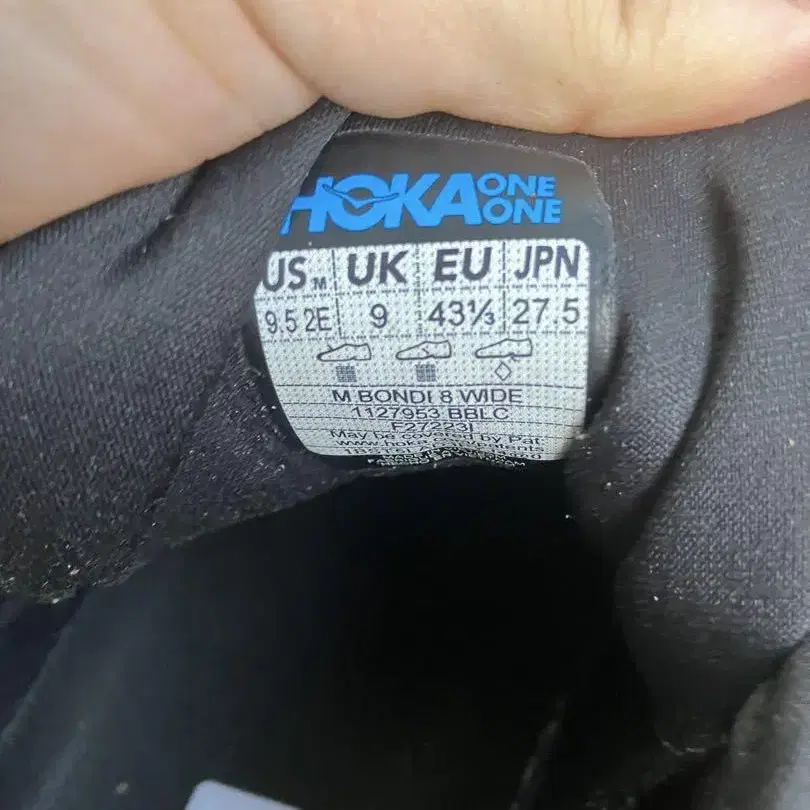 HOKA ONE ONE
US M UK EU JPN
9.5 2E 9 43⅓ 27.5
M BONDI 8 WIDE
1127953 BBLC
F27223I
May be covered by Pat.